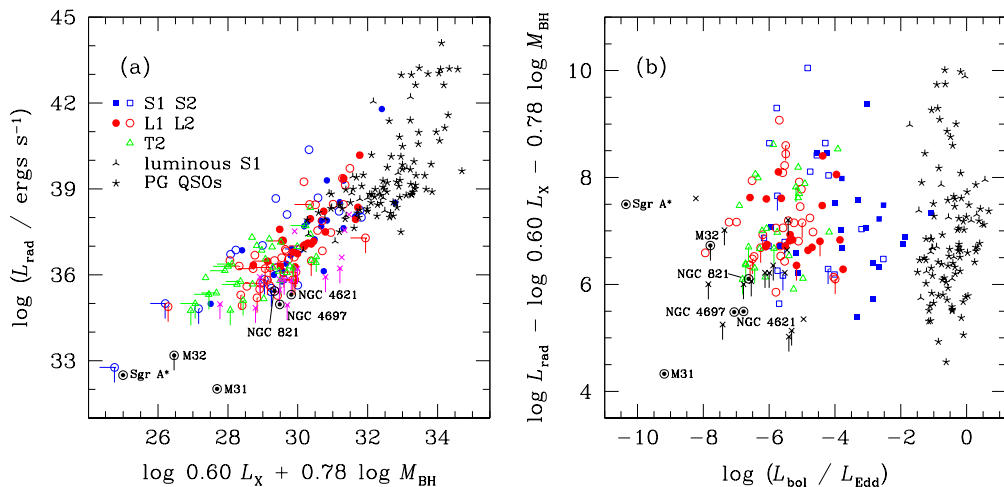 45
42
39
36
33
log (L_rad / ergs s⁻¹)
(a)
S1 S2
L1 L2
T2
luminous S1
PG QSOs
NGC 4621
NGC 4697
NGC 821
M32
Sgr A*
M31
26 28 30 32 34
log 0.60 L_X + 0.78 log M_BH
log L_rad − log 0.60 L_X − 0.78 log M_BH
10
8
6
4
(b)
Sgr A*
M32
NGC 821
NGC 4697
NGC 4621
M31
−10 −8 −6 −4 −2 0
log (L_bol / L_Edd)